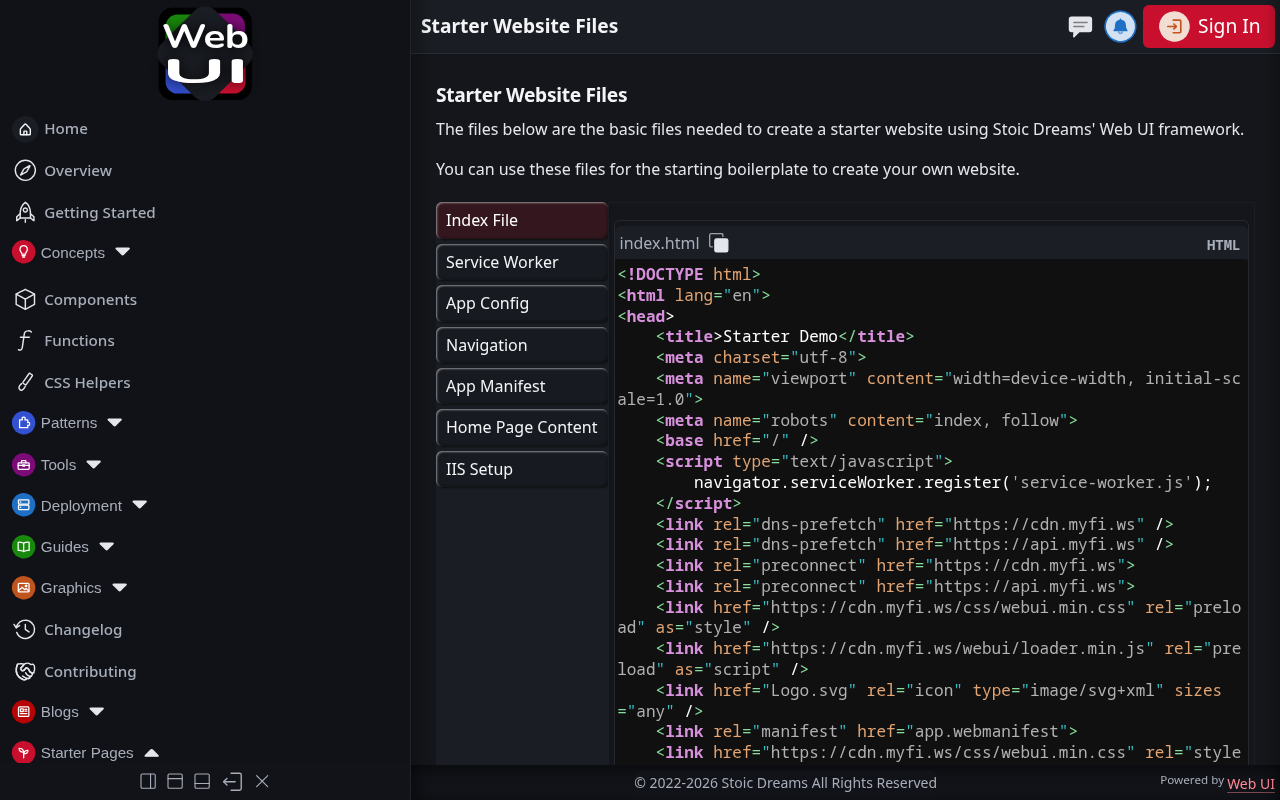 Web
UI
Home
Overview
Getting Started
Concepts
Components
Functions
CSS Helpers
Patterns
Tools
Deployment
Guides
Graphics
Changelog
Contributing
Blogs
Starter Pages
Starter Website Files
Sign In
Starter Website Files
The files below are the basic files needed to create a starter website using Stoic Dreams' Web UI framework.
You can use these files for the starting boilerplate to create your own website.
Index File
Service Worker
App Config
Navigation
App Manifest
Home Page Content
IIS Setup
index.html
HTML
<!DOCTYPE html>
<html lang="en">
<head>
    <title>Starter Demo</title>
    <meta charset="utf-8">
    <meta name="viewport" content="width=device-width, initial-sc
ale=1.0">
    <meta name="robots" content="index, follow">
    <base href="/" />
    <script type="text/javascript">
        navigator.serviceWorker.register('service-worker.js');
    </script>
    <link rel="dns-prefetch" href="https://cdn.myfi.ws" />
    <link rel="dns-prefetch" href="https://api.myfi.ws" />
    <link rel="preconnect" href="https://cdn.myfi.ws">
    <link rel="preconnect" href="https://api.myfi.ws">
    <link href="https://cdn.myfi.ws/css/webui.min.css" rel="prelo
ad" as="style" />
    <link href="https://cdn.myfi.ws/webui/loader.min.js" rel="pre
load" as="script" />
    <link href="Logo.svg" rel="icon" type="image/svg+xml" sizes
="any" />
    <link rel="manifest" href="app.webmanifest">
    <link href="https://cdn.myfi.ws/css/webui.min.css" rel="style
© 2022-2026 Stoic Dreams All Rights Reserved
Powered by Web UI